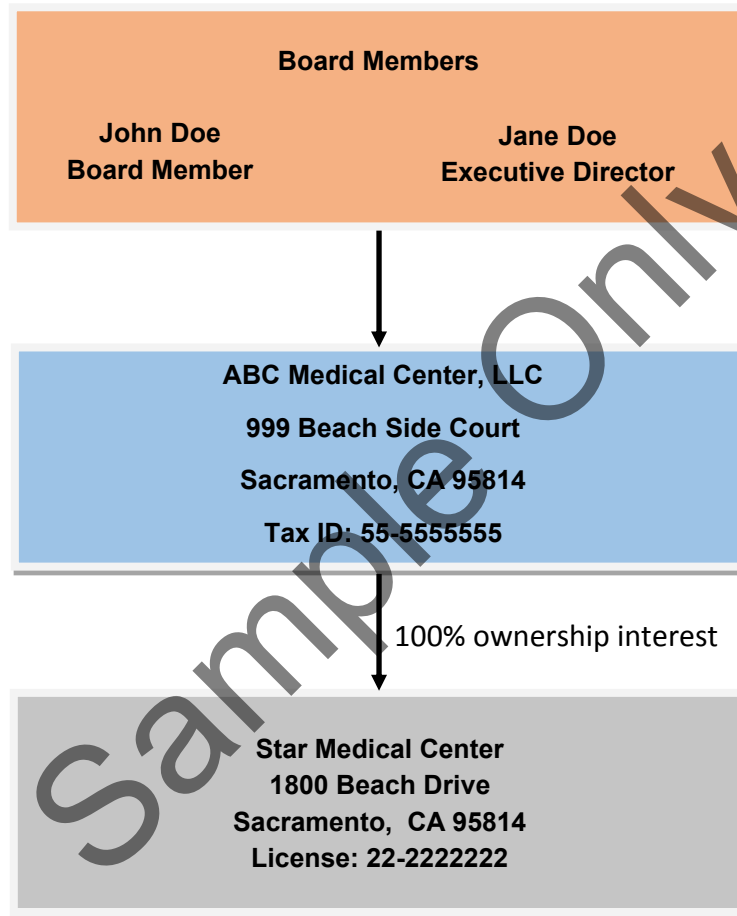 Board Members
John Doe
Board Member
Jane Doe
Executive Director
ABC Medical Center, LLC
999 Beach Side Court
Sacramento, CA 95814
Tax ID: 55-5555555
100% ownership interest
Star Medical Center
1800 Beach Drive
Sacramento,  CA 95814
License: 22-2222222
Sample Only